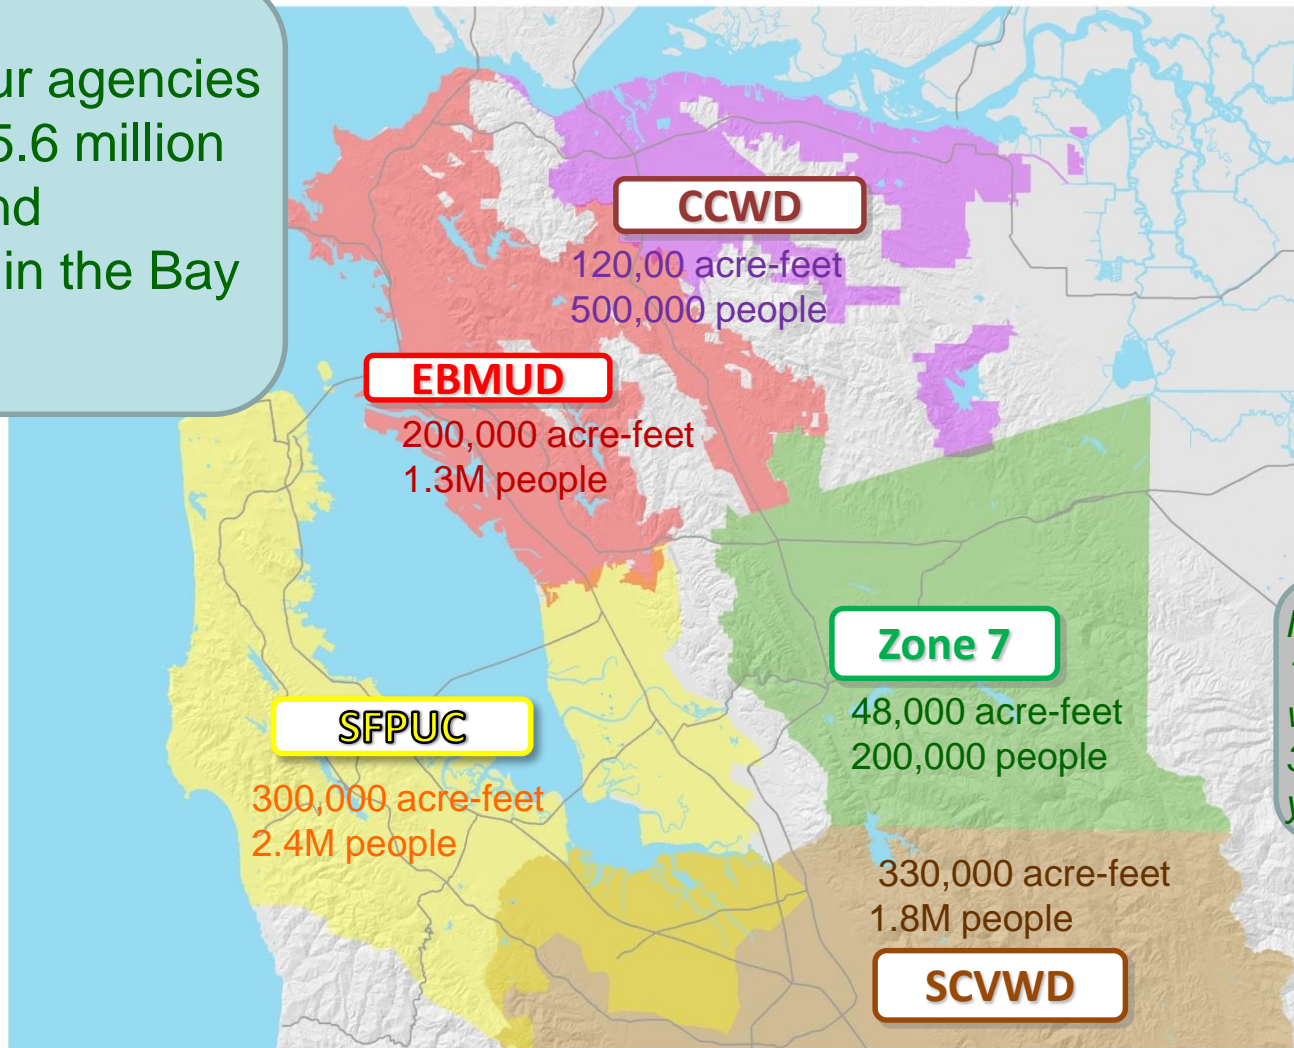 ur agencies
5.6 million
nd
in the Bay
CCWD
120,00 acre-feet
500,000 people
EBMUD
200,000 acre-feet
1.3M people
Zone 7
48,000 acre-feet
200,000 people
SFPUC
300,000 acre-feet
2.4M people
330,000 acre-feet
1.8M people
SCVWD